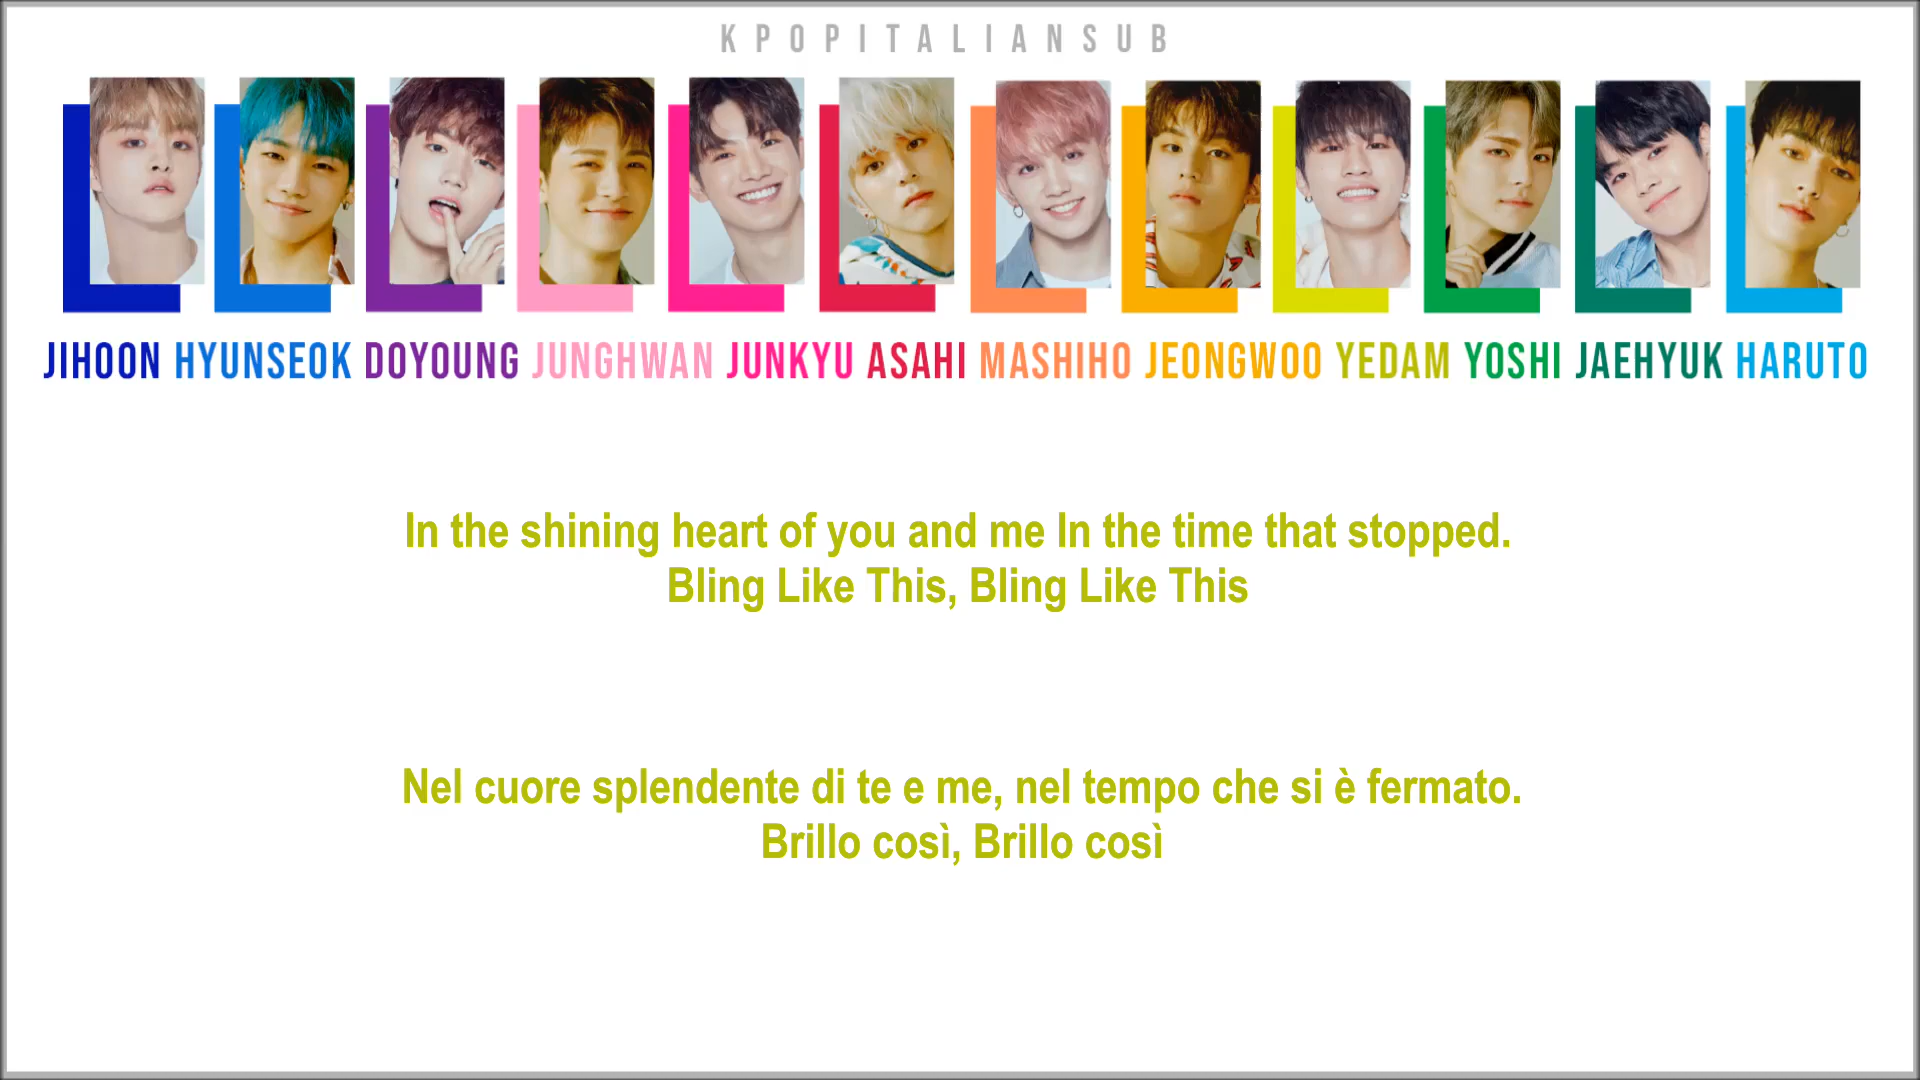 KPOPITALIANSUB
JIHOON HYUNSEOK DOYOUNG JUNGHWAN JUNKYU ASAHI MASHIHO JEONGWOO YEDAM YOSHI JAEHYUK HARUTO
In the shining heart of you and me In the time that stopped.
Bling Like This, Bling Like This
Nel cuore splendente di te e me, nel tempo che si è fermato.
Brillo così, Brillo così